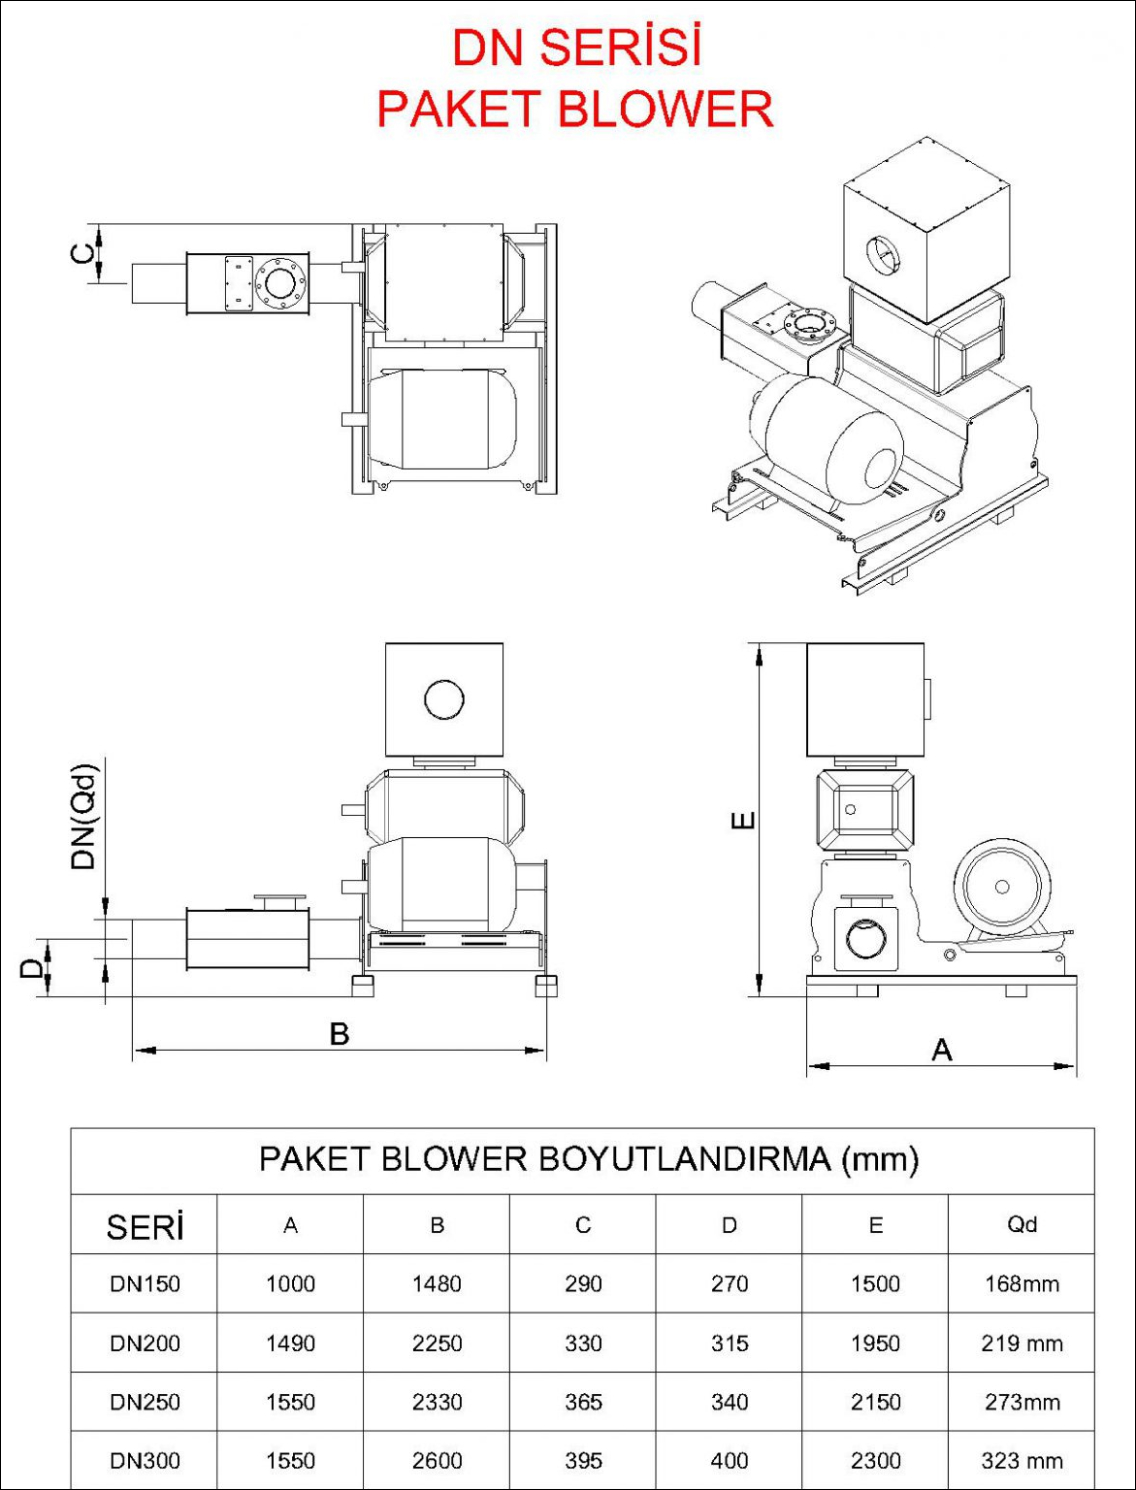 DN SERİSİ
PAKET BLOWER
C
DN(Qd)
D
B
E
A
PAKET BLOWER BOYUTLANDIRMA (mm)
SERİ A B C D E Qd
DN150 1000 1480 290 270 1500 168mm
DN200 1490 2250 330 315 1950 219 mm
DN250 1550 2330 365 340 2150 273mm
DN300 1550 2600 395 400 2300 323 mm